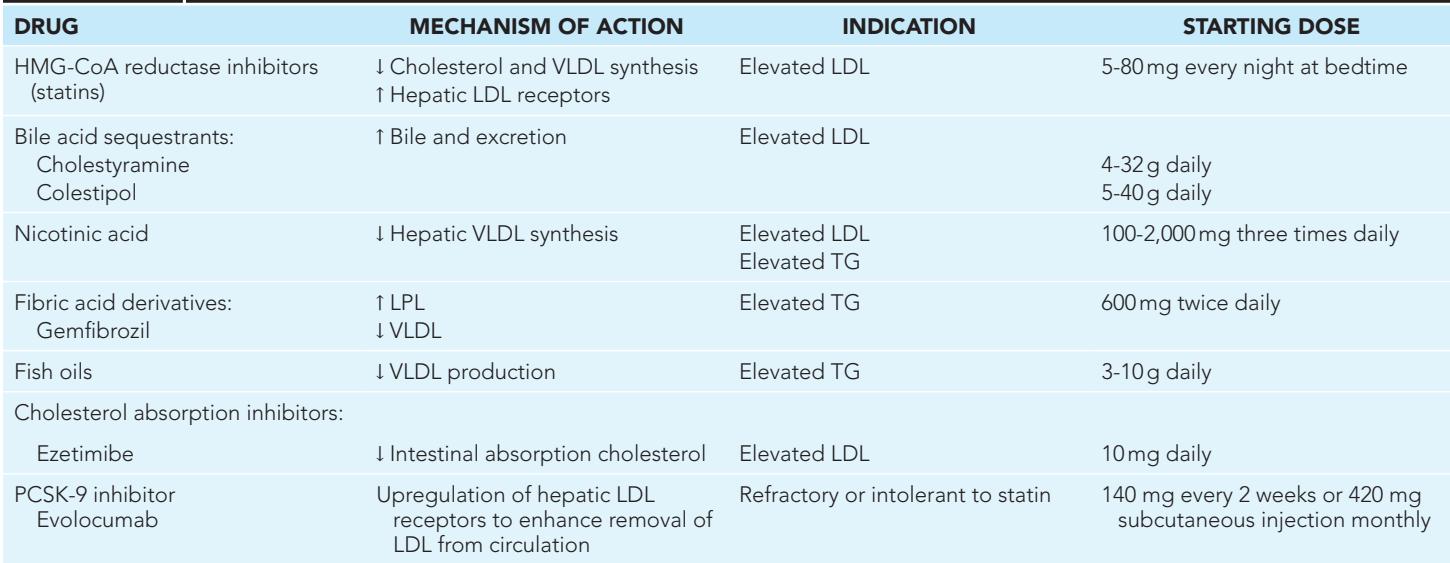 DRUG MECHANISM OF ACTION INDICATION STARTING DOSE
HMG-CoA reductase inhibitors ↓ Cholesterol and VLDL synthesis Elevated LDL 5-80 mg every night at bedtime
(statins) ↑ Hepatic LDL receptors
Bile acid sequestrants: ↑ Bile and excretion Elevated LDL
Cholestyramine 4-32 g daily
Colestipol 5-40 g daily
Nicotinic acid ↓ Hepatic VLDL synthesis Elevated LDL 100-2,000 mg three times daily
Elevated TG
Fibric acid derivatives: ↑ LPL Elevated TG 600 mg twice daily
Gemfibrozil ↓ VLDL
Fish oils ↓ VLDL production Elevated TG 3-10 g daily
Cholesterol absorption inhibitors:
Ezetimibe ↓ Intestinal absorption cholesterol Elevated LDL 10 mg daily
PCSK-9 inhibitor Upregulation of hepatic LDL Refractory or intolerant to statin 140 mg every 2 weeks or 420 mg
Evolocumab receptors to enhance removal of subcutaneous injection monthly
LDL from circulation